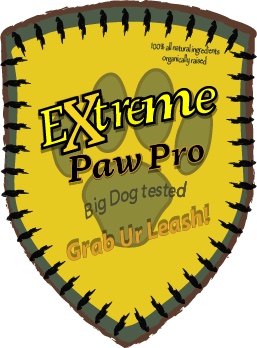 100% all natural ingredients
organically raised
EXtreme
Paw Pro
Big Dog tested
Grab Ur Leash!